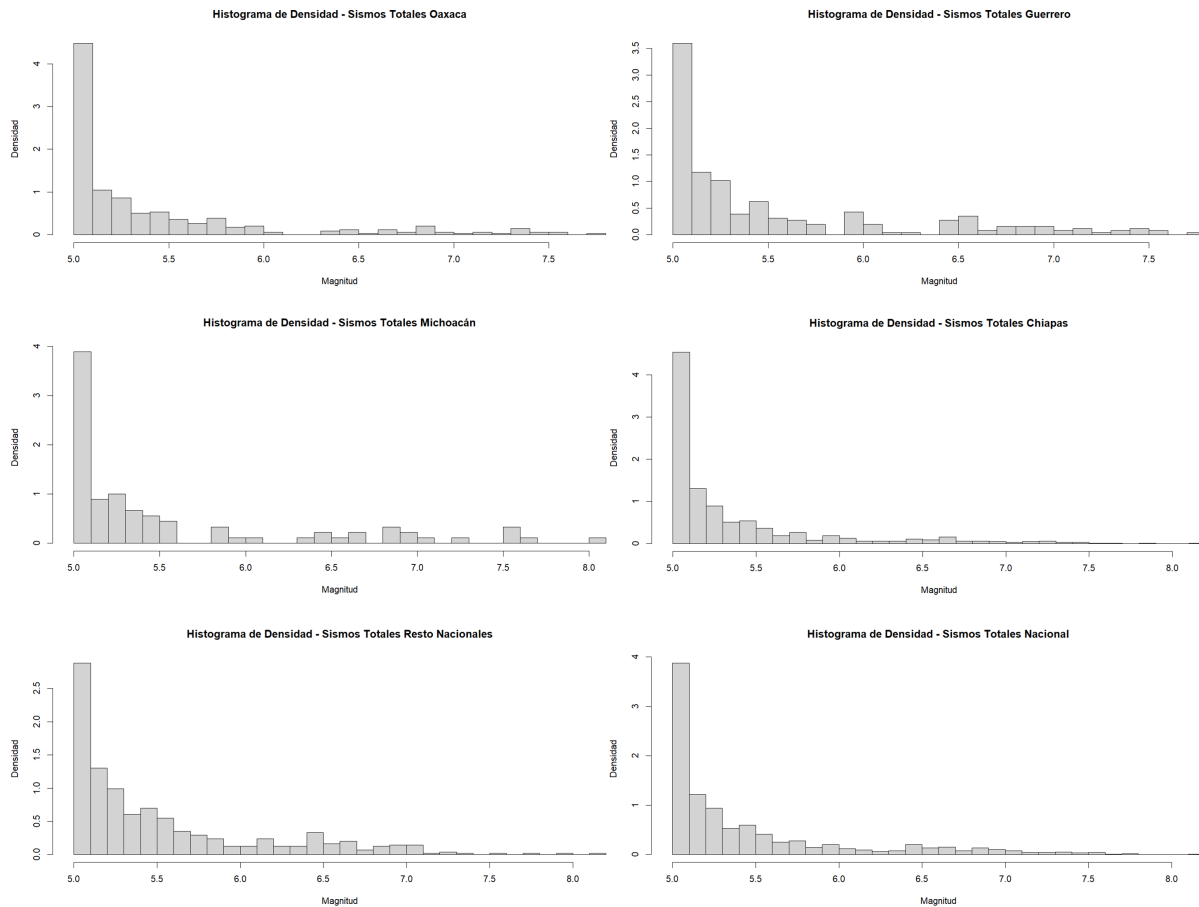 Histograma de Densidad - Sismos Totales Oaxaca
Densidad
0 1 2 3 4
5.0 5.5 6.0 6.5 7.0 7.5
Magnitud
Histograma de Densidad - Sismos Totales Guerrero
Densidad
0.0 0.5 1.0 1.5 2.0 2.5 3.0 3.5
5.0 5.5 6.0 6.5 7.0 7.5
Magnitud
Histograma de Densidad - Sismos Totales Michoacán
Densidad
0 1 2 3 4
5.0 5.5 6.0 6.5 7.0 7.5 8.0
Magnitud
Histograma de Densidad - Sismos Totales Chiapas
Densidad
0 1 2 3 4
5.0 5.5 6.0 6.5 7.0 7.5 8.0
Magnitud
Histograma de Densidad - Sismos Totales Resto Nacionales
Densidad
0.0 0.5 1.0 1.5 2.0 2.5
5.0 5.5 6.0 6.5 7.0 7.5 8.0
Magnitud
Histograma de Densidad - Sismos Totales Nacional
Densidad
0 1 2 3 4
5.0 5.5 6.0 6.5 7.0 7.5 8.0
Magnitud